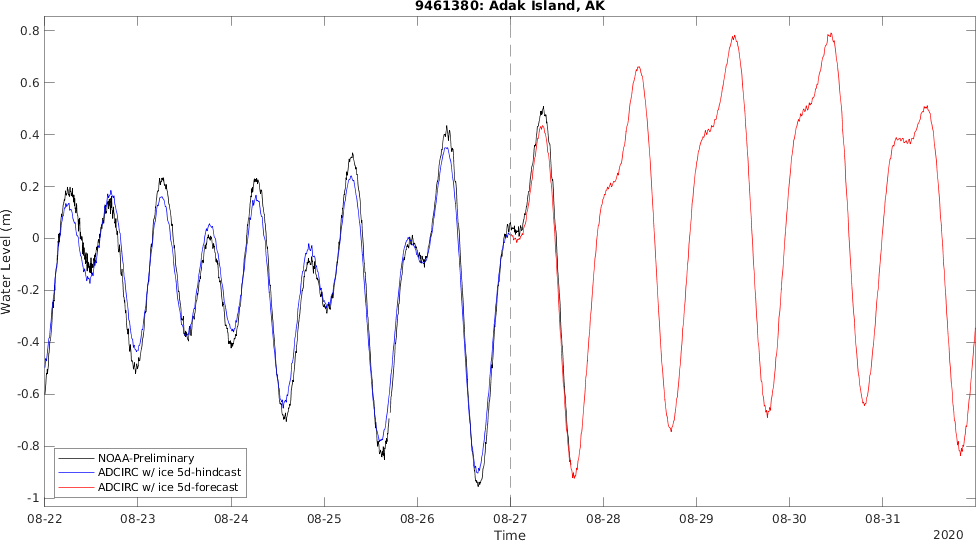 9461380: Adak Island, AK
Water Level (m)
0.8
0.6
0.4
0.2
0
-0.2
-0.4
-0.6
-0.8
-1
NOAA-Preliminary
ADCIRC w/ ice 5d-hindcast
ADCIRC w/ ice 5d-forecast
08-22 08-23 08-24 08-25 08-26 08-27 08-28 08-29 08-30 08-31
Time
2020